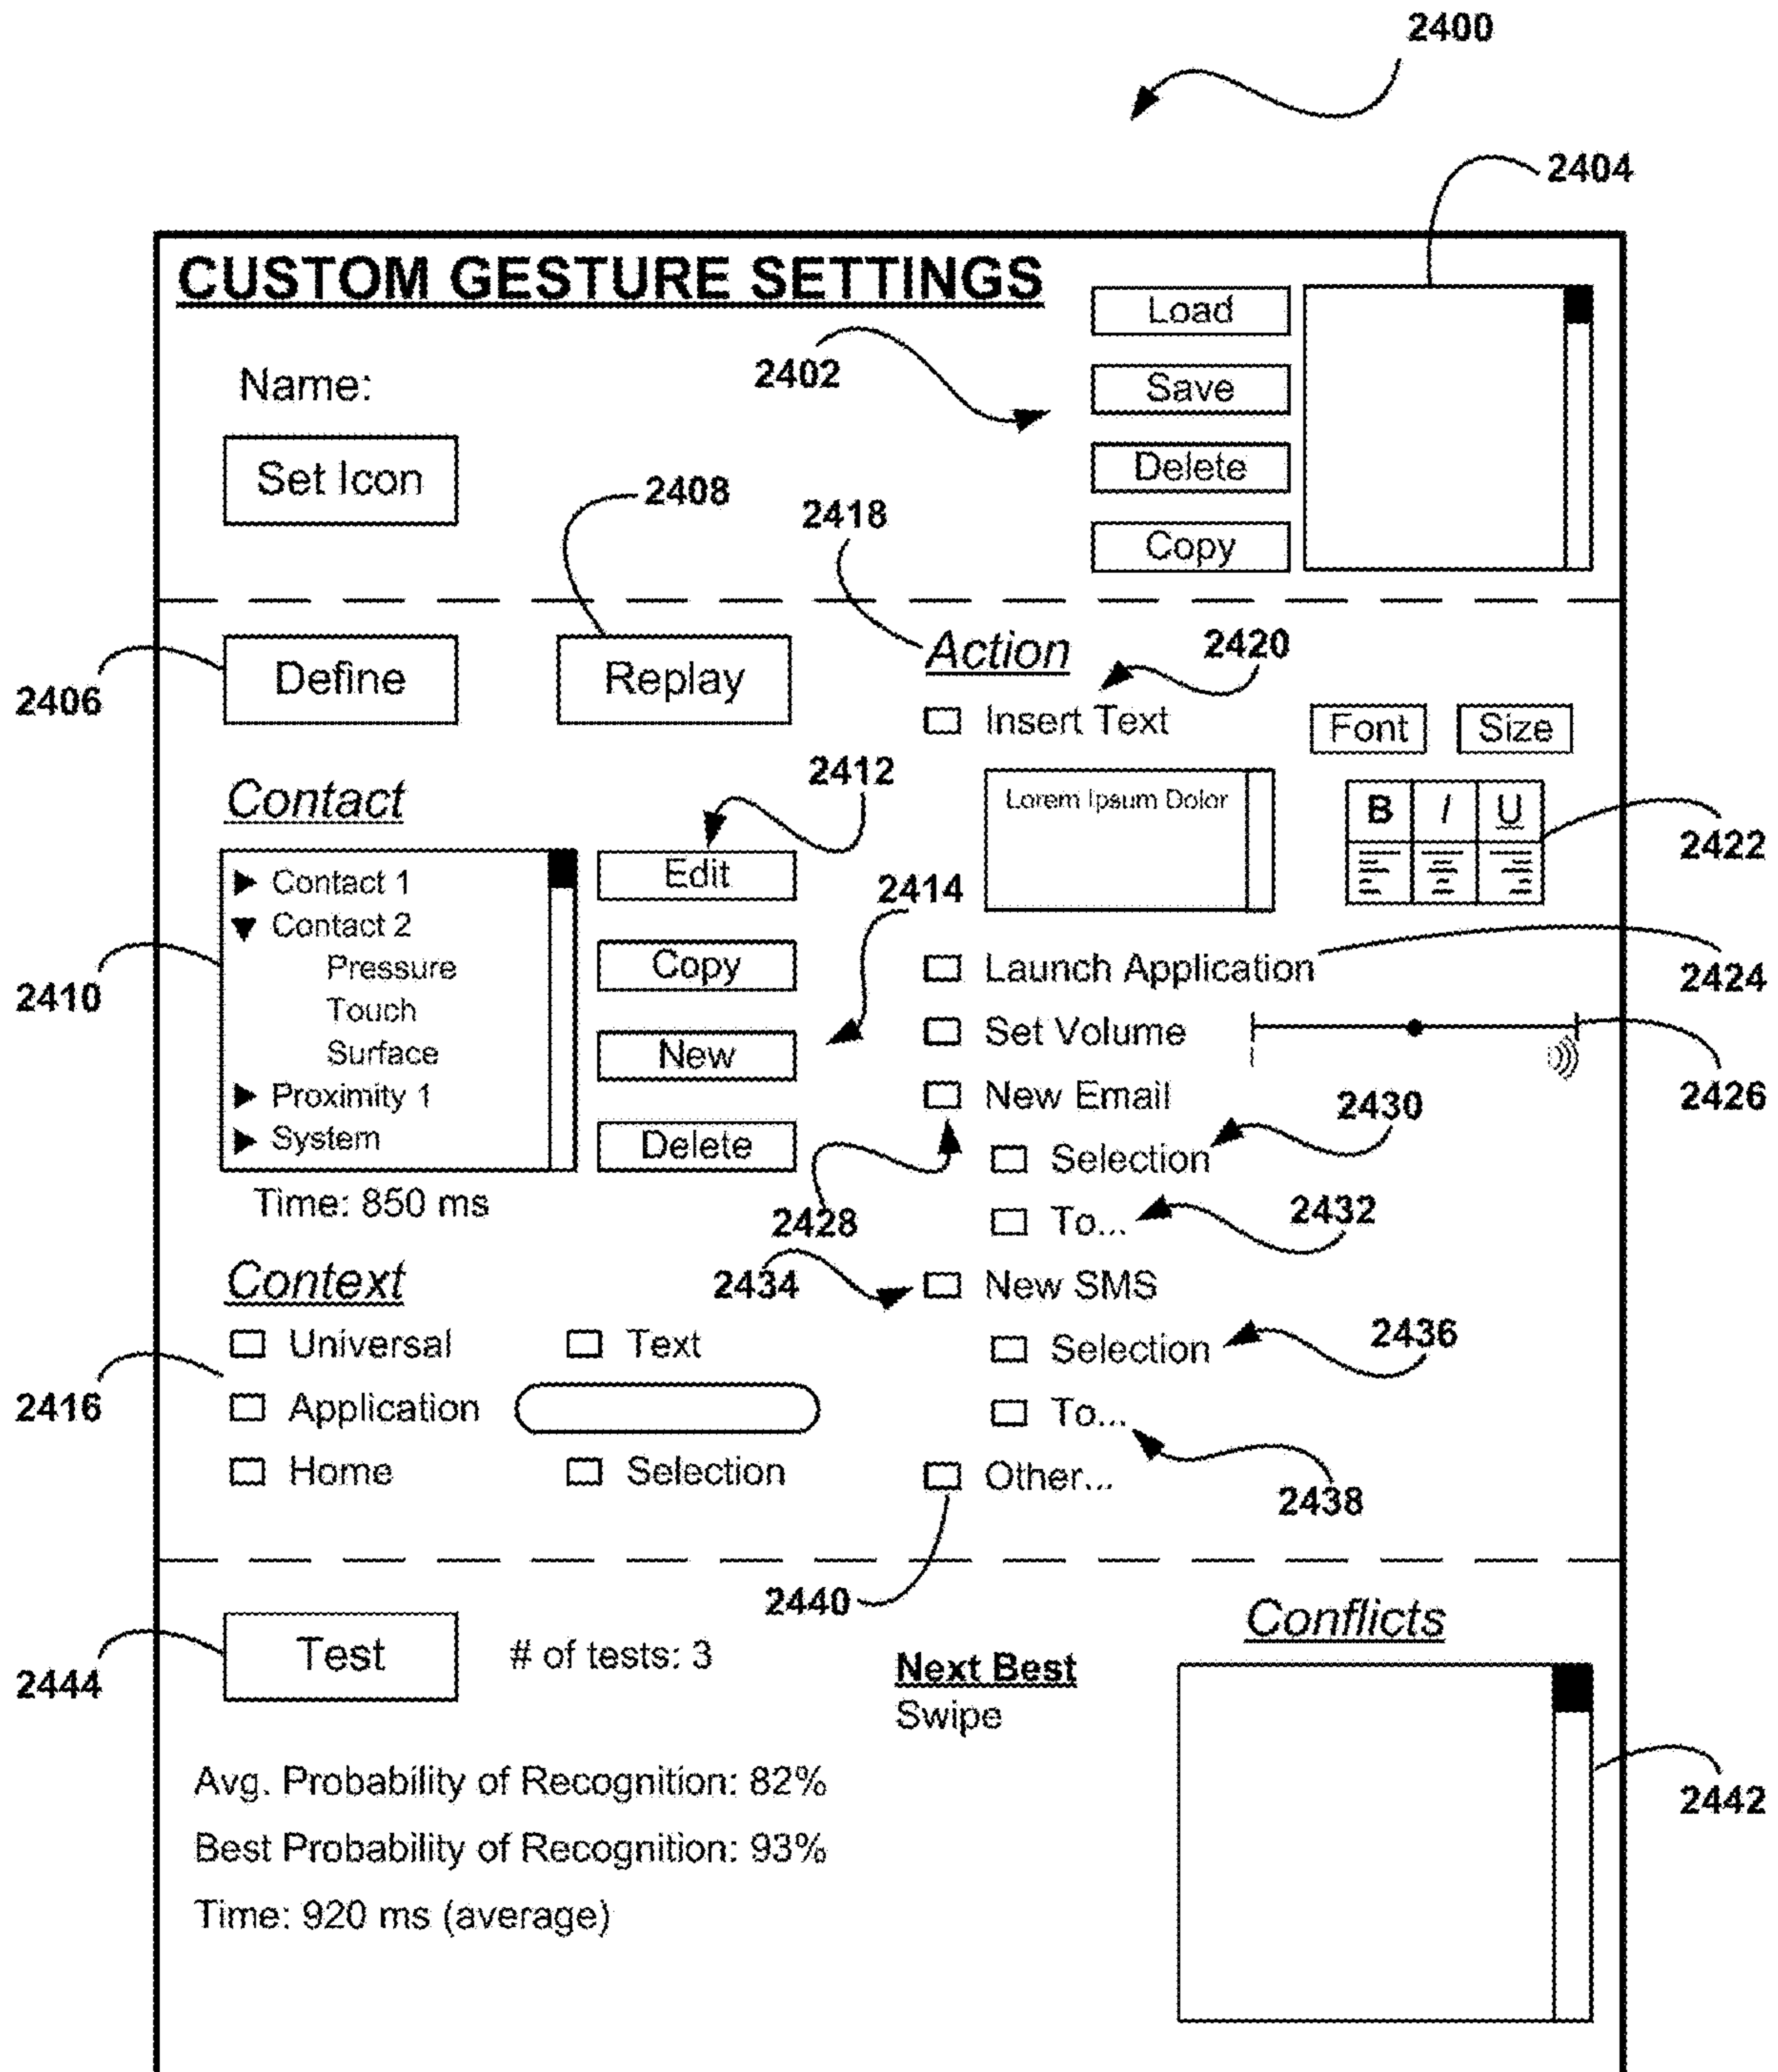 2400
2404
CUSTOM GESTURE SETTINGS
Load
2402
Save
Name:
Delete
Set Icon
2408
2418
Copy
2406
Define
Replay
Action
2420
Insert Text
Font
Size
Contact
2412
Lorem Ipsum Dolor
B I U
2422
Edit
Contact 1
2414
Contact 2
Copy
Pressure
Launch Application
2424
2410
Touch
New
Set Volume
Surface
2426
Proximity 1
New Email
2430
System
Delete
Selection
Time: 850 ms
2428
To...
2432
Context
2434
New SMS
Universal
Text
Selection
2436
2416
Application
To...
Home
Selection
Other...
2438
2440
Conflicts
2444
Test
# of tests: 3
Next Best
Swipe
Avg. Probability of Recognition: 82%
2442
Best Probability of Recognition: 93%
Time: 920 ms (average)